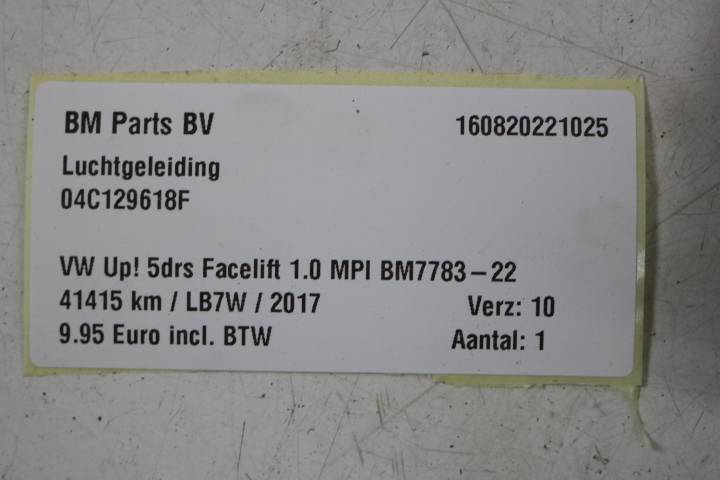 BM Parts BV 160820221025
Luchtgeleiding
04C129618F
VW Up! 5drs Facelift 1.0 MPI BM7783-22
41415 km / LB7W / 2017 Verz: 10
9.95 Euro incl. BTW Aantal: 1